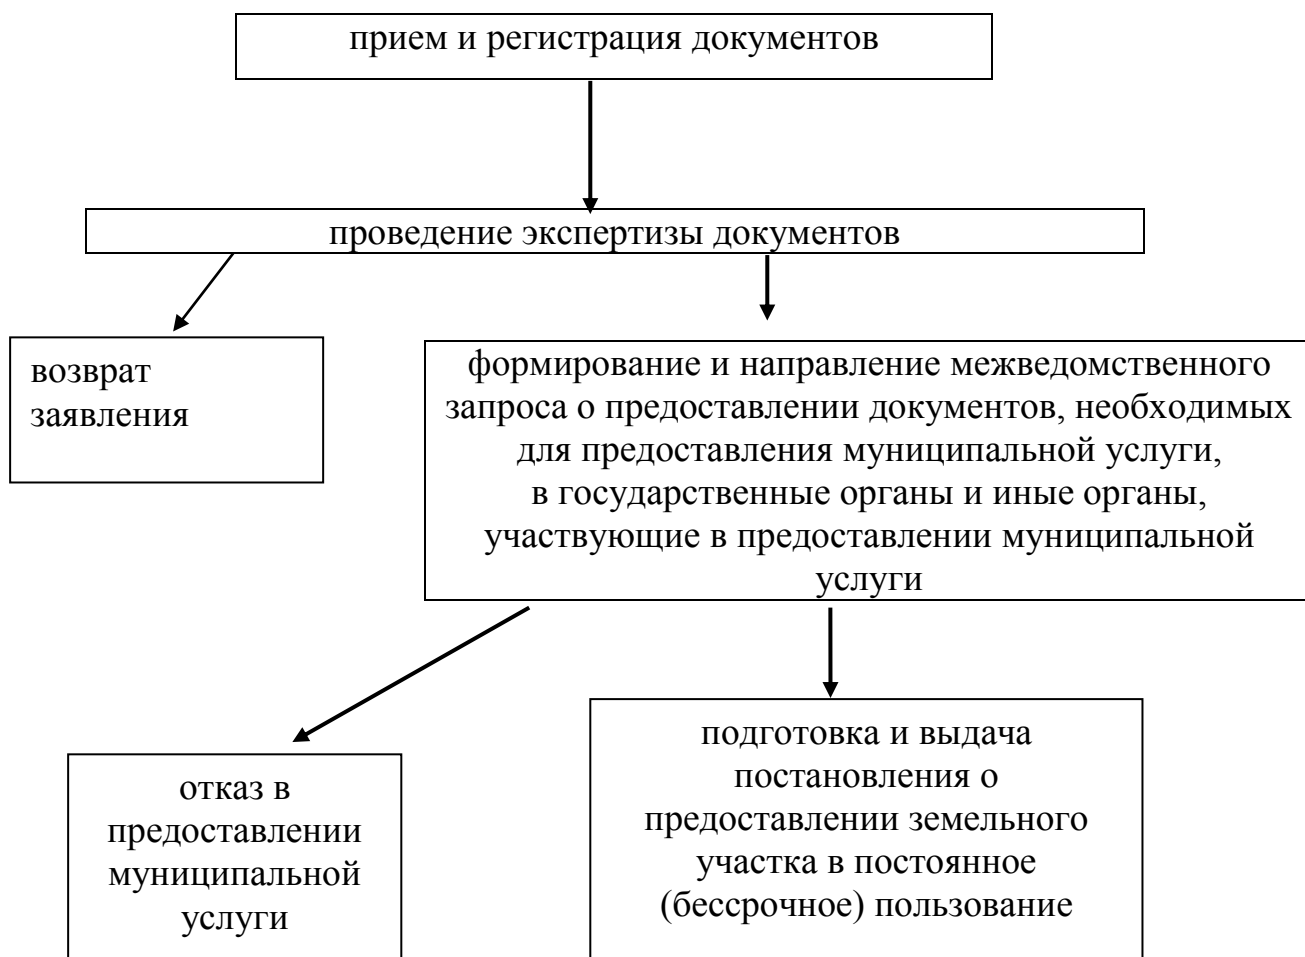 прием и регистрация документов
проведение экспертизы документов
возврат
заявления
формирование и направление межведомственного
запроса о предоставлении документов, необходимых
для предоставления муниципальной услуги,
в государственные органы и иные органы,
участвующие в предоставлении муниципальной
услуги
отказ в
предоставлении
муниципальной
услуги
подготовка и выдача
постановления о
предоставлении земельного
участка в постоянное
(бессрочное) пользование